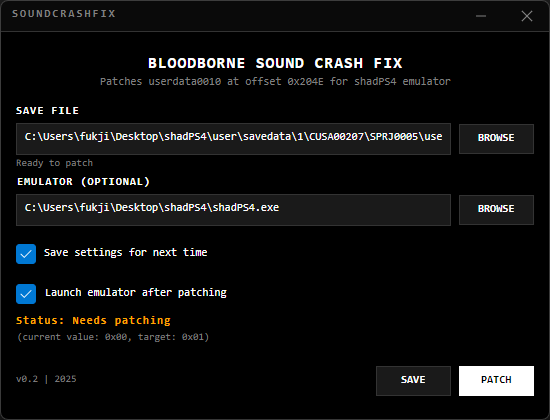 SOUNDCRASHFIX
BLOODBORNE SOUND CRASH FIX
Patches userdata0010 at offset 0x204E for shadPS4 emulator
SAVE FILE
C:\Users\fukji\Desktop\shadPS4\user\savedata\1\CUSA00207\SPRJ0005\use
BROWSE
Ready to patch
EMULATOR (OPTIONAL)
C:\Users\fukji\Desktop\shadPS4\shadPS4.exe
BROWSE
Save settings for next time
Launch emulator after patching
Status: Needs patching
(current value: 0x00, target: 0x01)
v0.2 | 2025
SAVE
PATCH